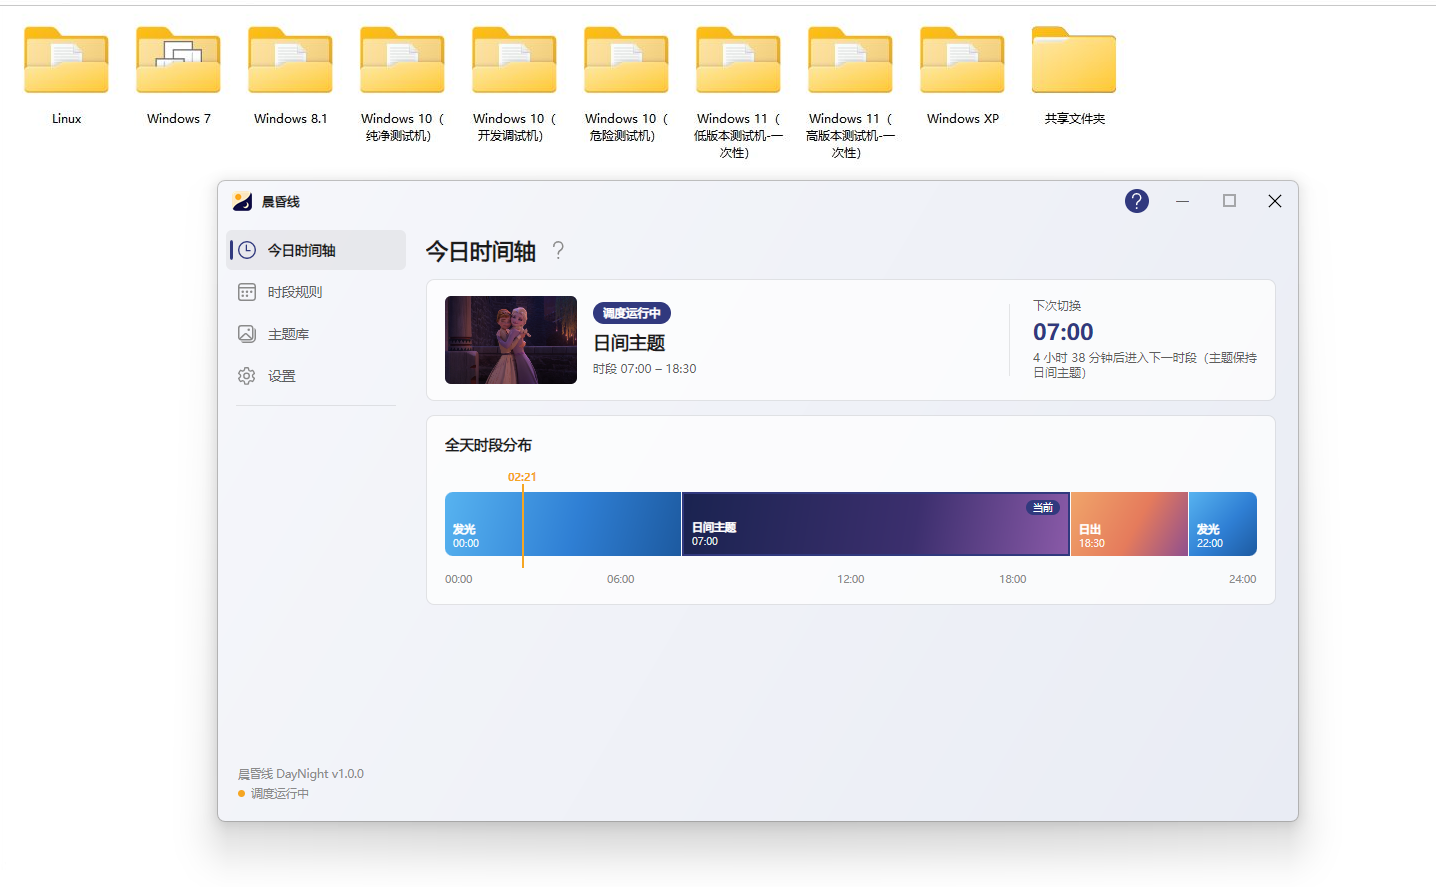 Linux
Windows 7
Windows 8.1
Windows 10（
纯净测试机）
Windows 10（
开发调试机）
Windows 10（
危险测试机）
Windows 11（
低版本测试机-一
次性）
Windows 11（
高版本测试机-一
次性）
Windows XP
共享文件夹
晨昏线
?
今日时间轴
时段规则
主题库
设置
今日时间轴 ?
调度运行中
日间主题
时段 07:00 – 18:30
下次切换
07:00
4 小时 38 分钟后进入下一时段（主题保持
日间主题）
全天时段分布
02:21
发光
00:00
日间主题
07:00
当前
日出
18:30
发光
22:00
00:00
06:00
12:00
18:00
24:00
晨昏线 DayNight v1.0.0
调度运行中